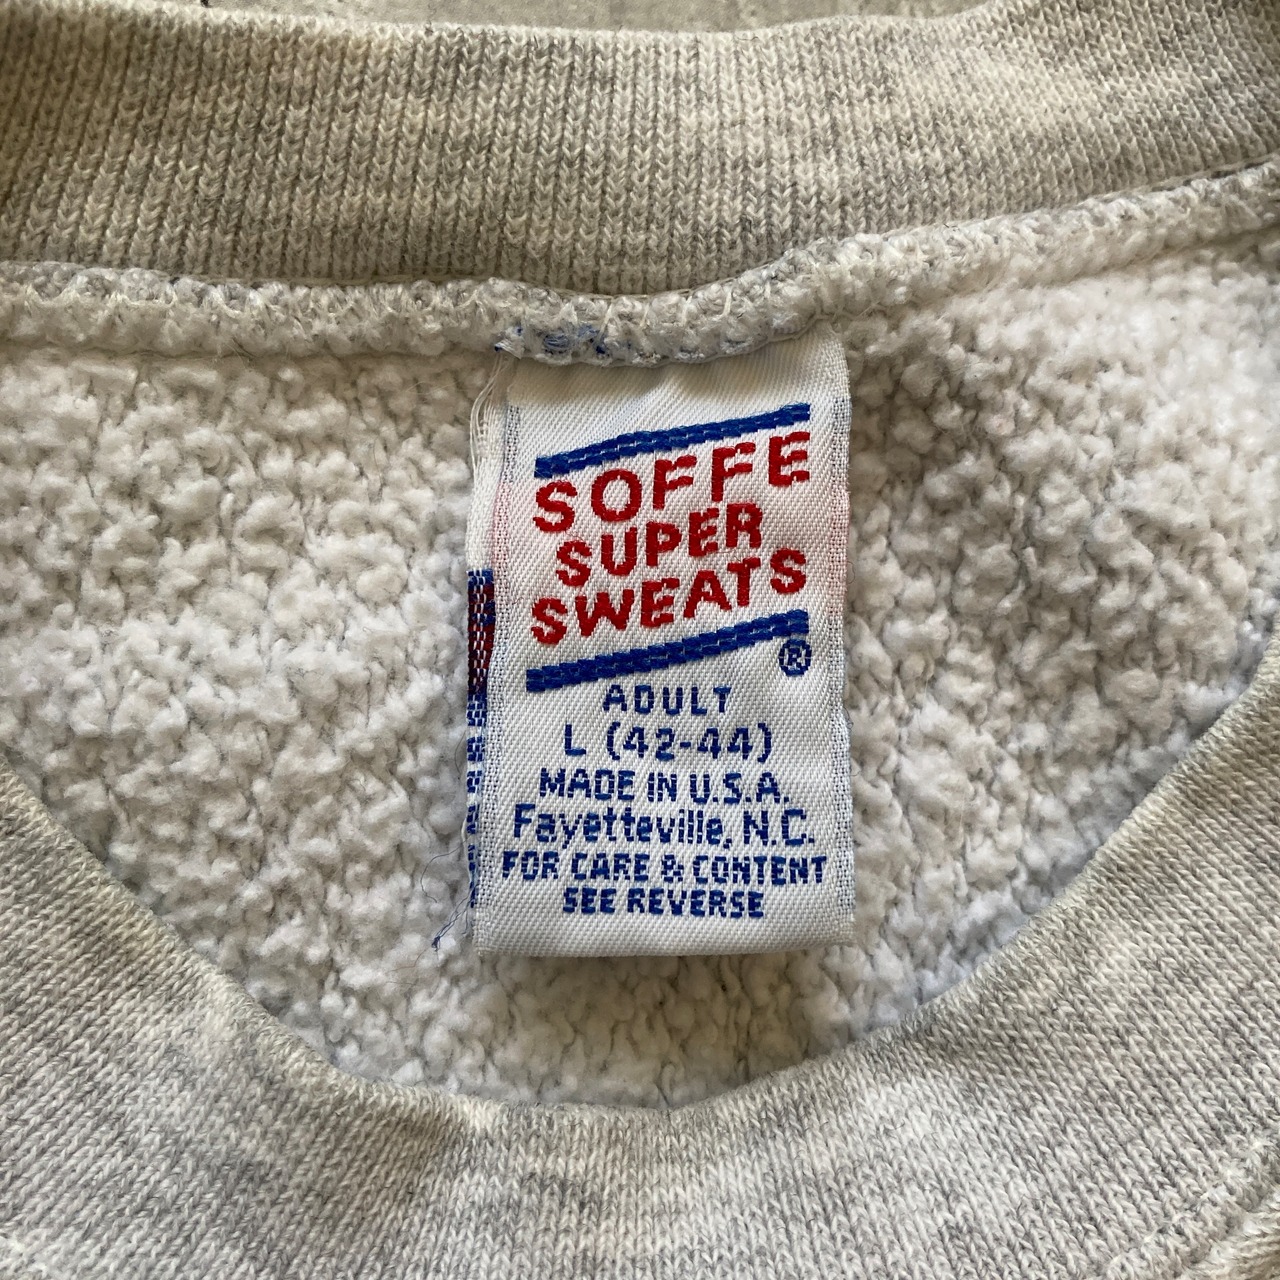 SOFFE
SUPER
SWEATS
®
ADULT
L (42-44)
MADE IN U.S.A.
Fayetteville, N.C.
FOR CARE & CONTENT
SEE REVERSE